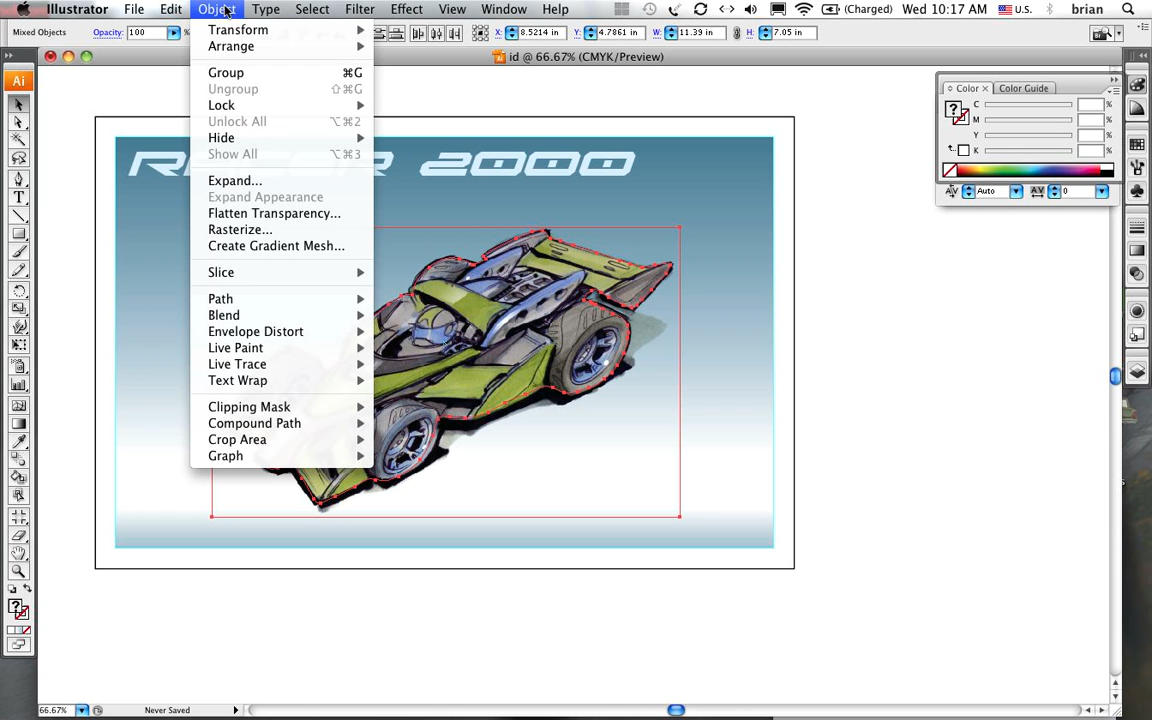 Illustrator File Edit Object Type Select Filter Effect View Window Help (Charged) Wed 10:17 AM U.S. brian
Mixed Objects Opacity: 100 % X: 8.5214 in Y: 4.7861 in W: 11.39 in H: 7.05 in
id @ 66.67% (CMYK/Preview)
Ai
Transform
Arrange
Group ⌘G
Ungroup ⇧⌘G
Lock
Unlock All ⌥⌘2
Hide
Show All ⌥⌘3
Expand...
Expand Appearance
Flatten Transparency...
Rasterize...
Create Gradient Mesh...
Slice
Path
Blend
Envelope Distort
Live Paint
Live Trace
Text Wrap
Clipping Mask
Compound Path
Crop Area
Graph
2000
Color Color Guide
C %
M %
Y %
K %
AV Auto AV 0
66.67% Never Saved